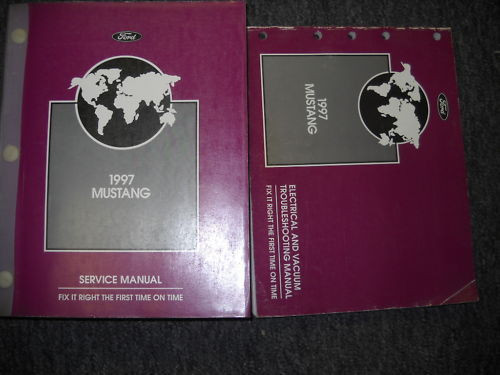 Ford
1997
MUSTANG
SERVICE MANUAL
FIX IT RIGHT THE FIRST TIME ON TIME
Ford
1997
MUSTANG
ELECTRICAL AND VACUUM
TROUBLESHOOTING MANUAL
FIX IT RIGHT THE FIRST TIME ON TIME